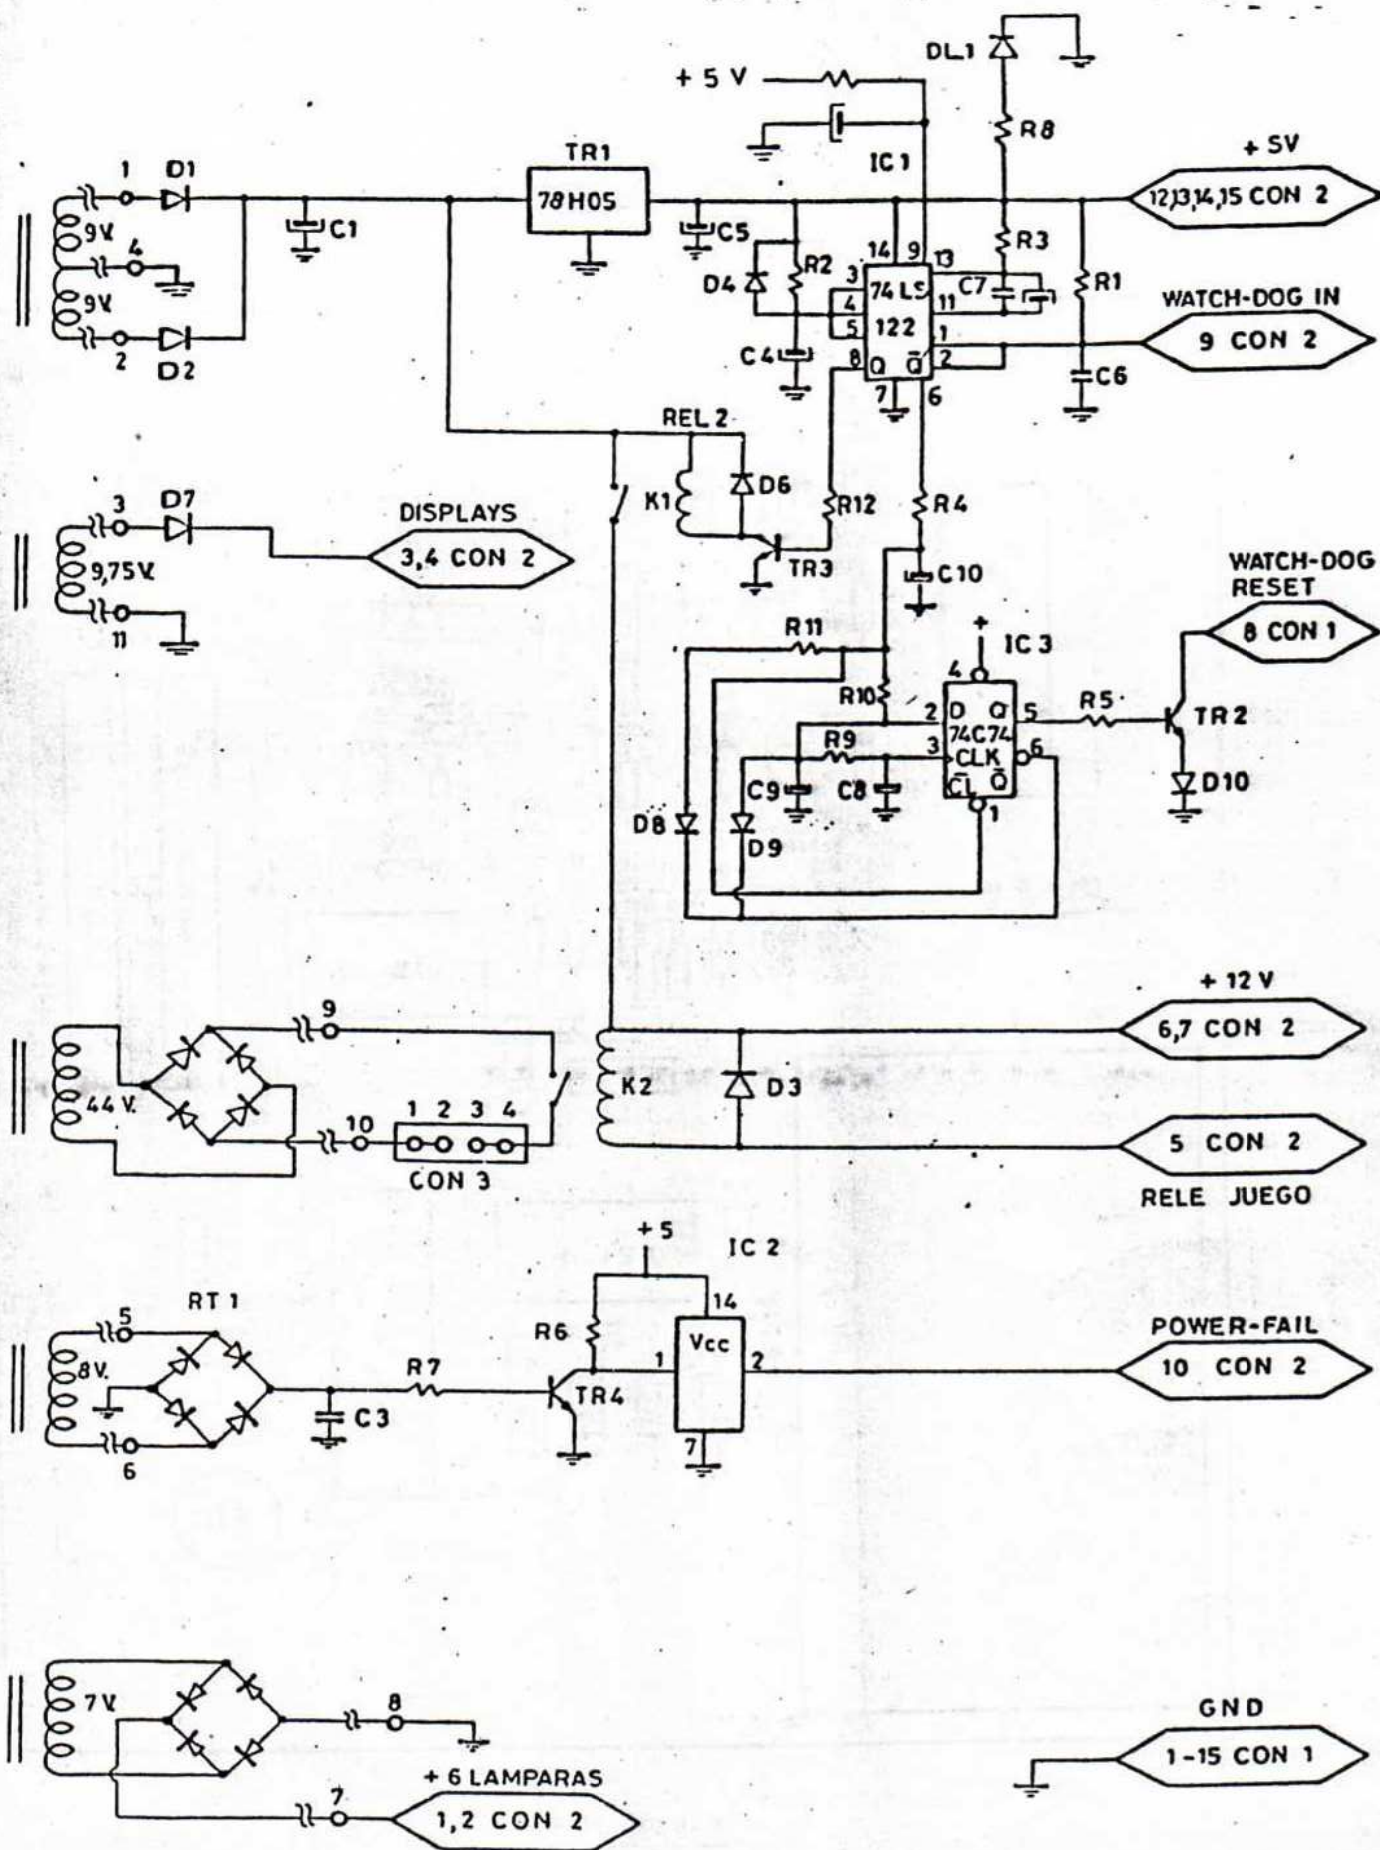 DL1
+ 5 V
R8
IC 1
+ 5V
12,13,14,15 CON 2
1 D1
TR1
78H05
9V.
4
C1
C5
9V.
2 D2
D4
R2
C4
14 9 13
3
4
5
8
74LS
122
Q Q̄
11
1
2
7 6
R3
C7
R1
C6
WATCH-DOG IN
9 CON 2
REL 2
K1
D6
R12
R4
TR3
C10
3 D7
9,75V.
11
DISPLAYS
3,4 CON 2
WATCH-DOG
RESET
8 CON 1
R11
R10
R9
C9
C8
D8
D9
+
IC 3
4
2 D Q 5
74C74
3 CLK 6
CL Q̄
1
R5
TR2
D10
+ 12 V
6,7 CON 2
9
44 V.
10
1 2 3 4
CON 3
K2
D3
5 CON 2
RELE JUEGO
+ 5
IC 2
RT 1
5
8V.
6
C3
R7
R6
TR4
1
14
Vcc
2
7
POWER-FAIL
10 CON 2
7 V.
8
7
+ 6 LAMPARAS
1,2 CON 2
GND
1-15 CON 1